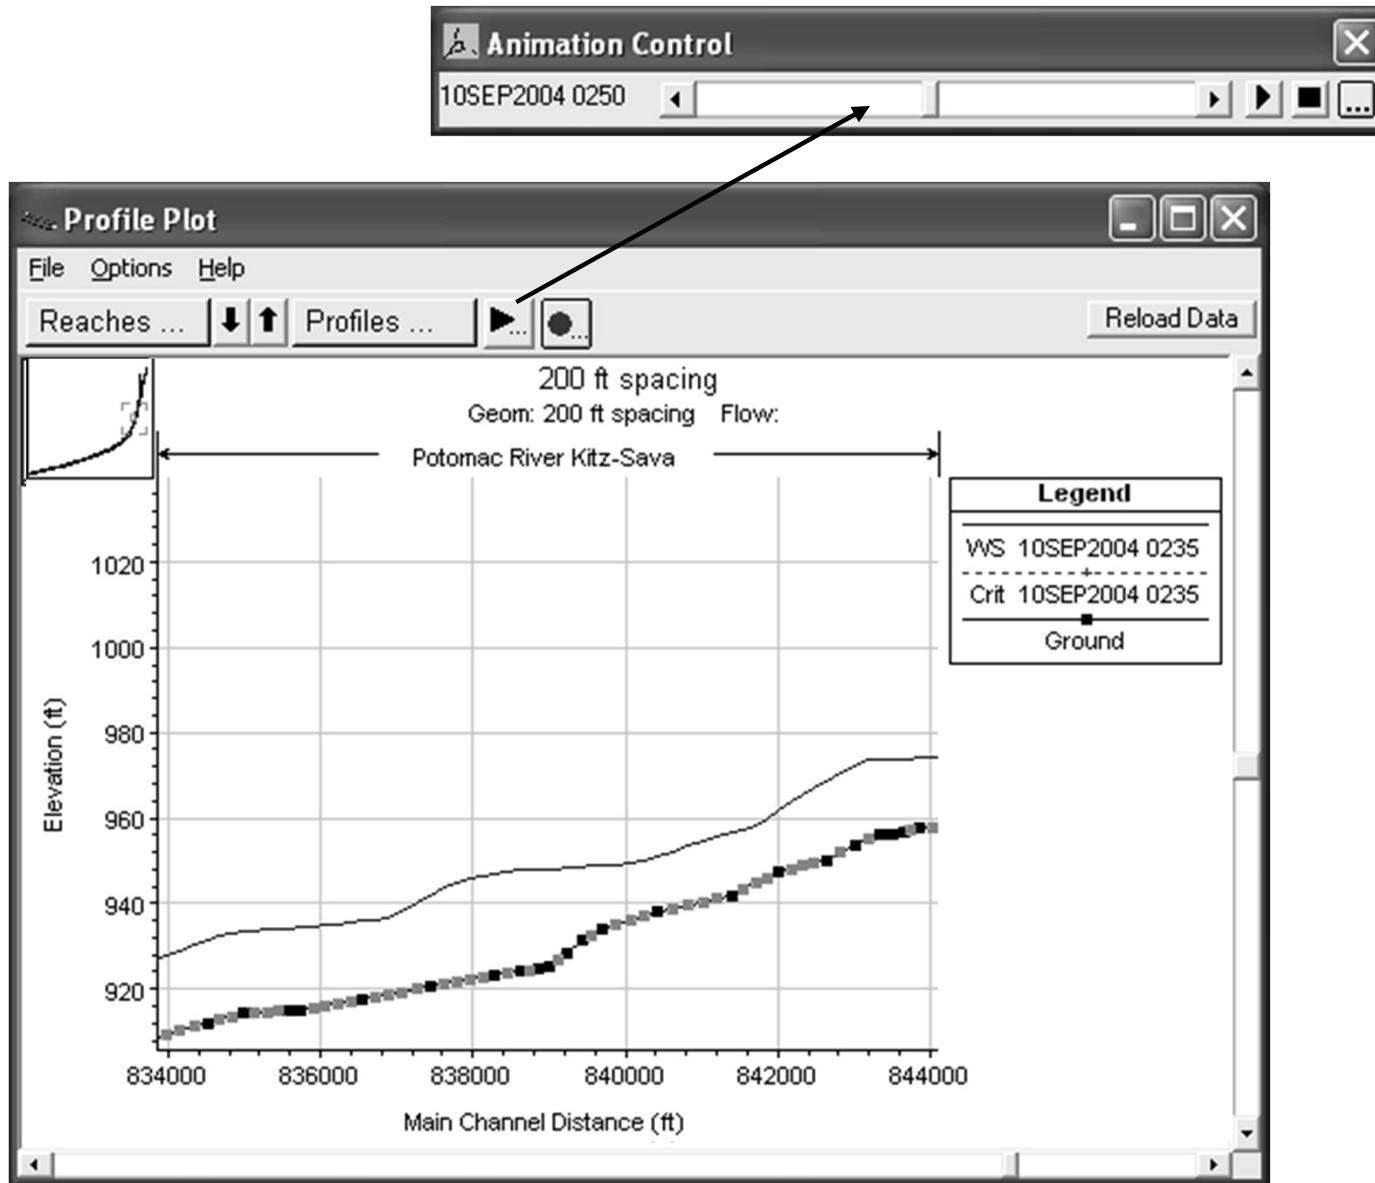 Animation Control
10SEP2004 0250
...
Profile Plot
File Options Help
Reaches ... Profiles ... ... ... Reload Data
200 ft spacing
Geom: 200 ft spacing Flow:
Potomac River Kitz-Sava
Legend
WS 10SEP2004 0235
Crit 10SEP2004 0235
Ground
1020
1000
980
960
940
920
Elevation (ft)
834000 836000 838000 840000 842000 844000
Main Channel Distance (ft)